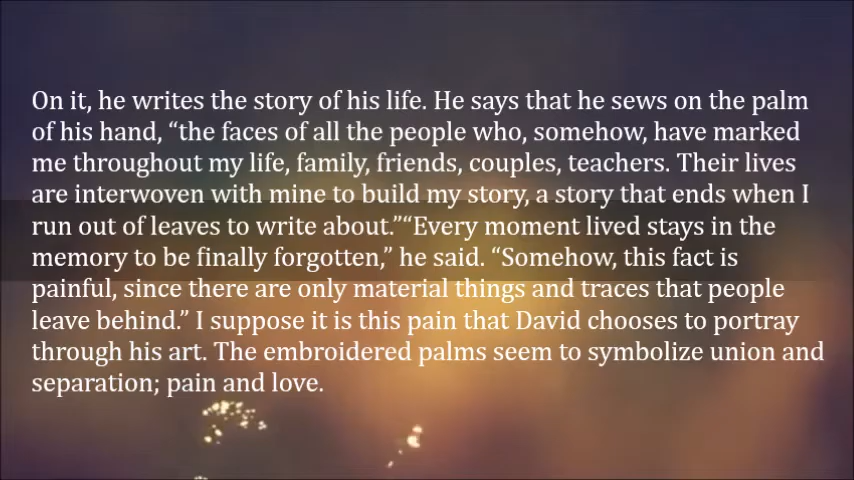 On it, he writes the story of his life. He says that he sews on the palm
of his hand, “the faces of all the people who, somehow, have marked
me throughout my life, family, friends, couples, teachers. Their lives
are interwoven with mine to build my story, a story that ends when I
run out of leaves to write about.”“Every moment lived stays in the
memory to be finally forgotten,” he said. “Somehow, this fact is
painful, since there are only material things and traces that people
leave behind.” I suppose it is this pain that David chooses to portray
through his art. The embroidered palms seem to symbolize union and
separation; pain and love.